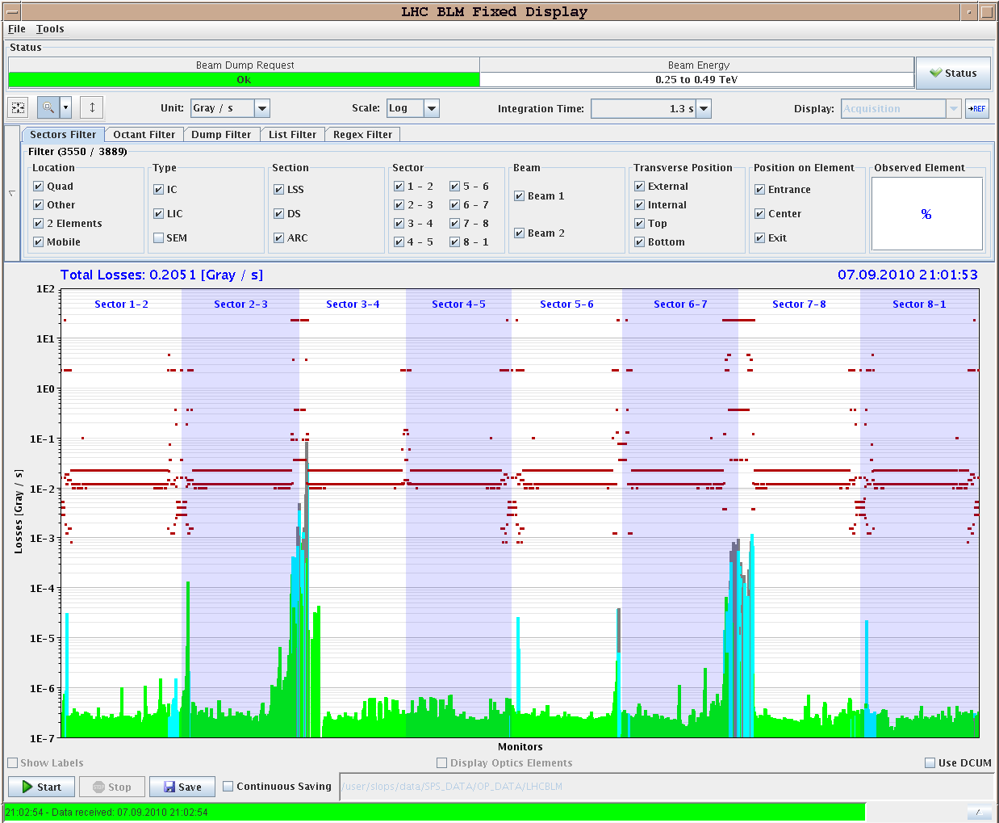 LHC BLM Fixed Display
File Tools
Status
Beam Dump Request Beam Energy
Ok 0.25 to 0.49 TeV
Status
Unit: Gray / s Scale: Log Integration Time: 1.3 s Display: Acquisition →REF
Sectors Filter Octant Filter Dump Filter List Filter Regex Filter
Filter (3550 / 3889)
Location Type Section Sector Beam Transverse Position Position on Element Observed Element
Quad IC LSS 1 - 2 5 - 6 Beam 1 External Entrance
Other LIC DS 2 - 3 6 - 7 Internal Center %
2 Elements SEM ARC 3 - 4 7 - 8 Beam 2 Top Exit
Mobile 4 - 5 8 - 1 Bottom
Total Losses: 0.2051 [Gray / s] 07.09.2010 21:01:53
1E2
Sector 1-2 Sector 2-3 Sector 3-4 Sector 4-5 Sector 5-6 Sector 6-7 Sector 7-8 Sector 8-1
1E1
1E0
1E-1
1E-2
1E-3
1E-4
1E-5
1E-6
1E-7
Losses [Gray / s]
Monitors
Show Labels Display Optics Elements Use DCUM
Start STOP Stop Save Continuous Saving /user/slops/data/SPS_DATA/OP_DATA/LHCBLM
21:02:54 - Data received: 07.09.2010 21:02:54